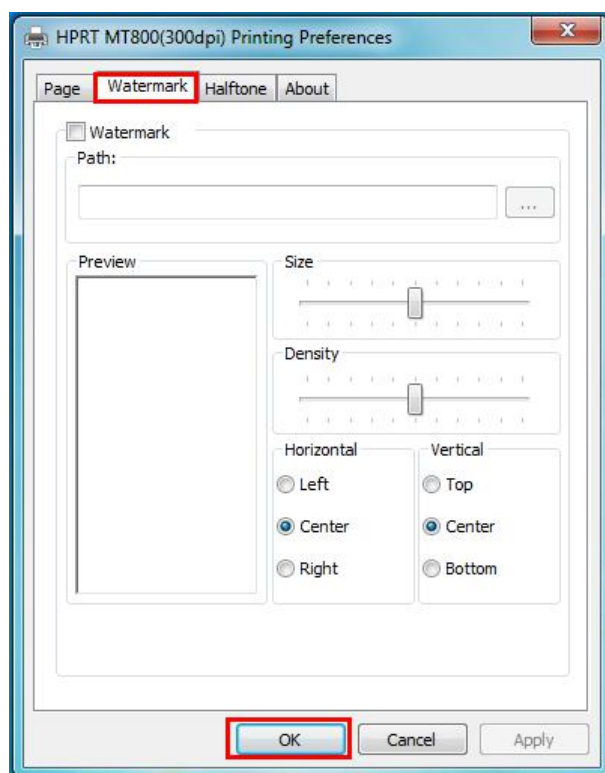 HPRT MT800(300dpi) Printing Preferences
Page Watermark Halftone About
Watermark
Path:
...
Preview
Size
Density
Horizontal Vertical
Left Top
Center Center
Right Bottom
OK Cancel Apply